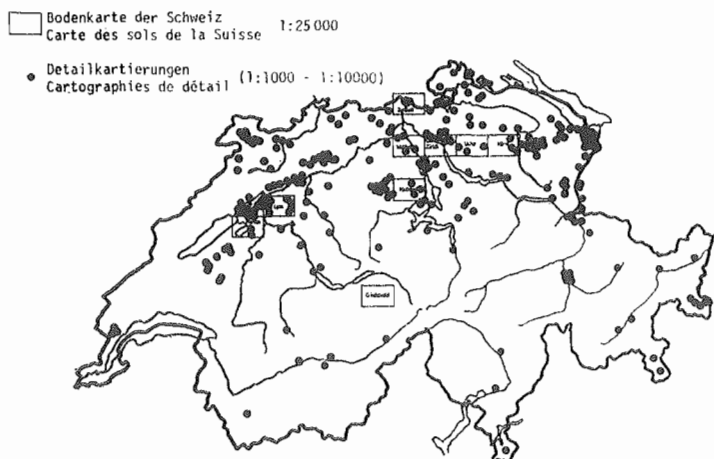 Bodenkarte der Schweiz
Carte des sols de la Suisse 1:25 000
Detailkartierungen
Cartographies de détail (1:1000 - 1:10000)